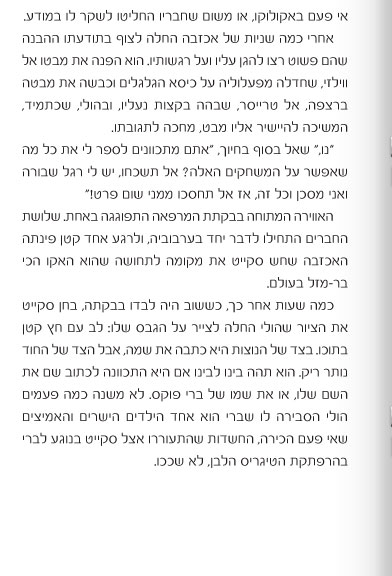 אי פעם באקולוקו, או משום שחבריו החליטו לשקר לו במודע.
אחרי כמה שניות של אכזבה החלה לצוף בתודעתו ההבנה
שהם פשוט רצו להגן עליו ועל רגשותיו. הוא הפנה את מבטו אל
ווילזי, שחדלה מפעלוליה על כיסא הגלגלים וכבשה את מבטה
ברצפה, אל טרייסר, שבהה בקצות נעליו, ובהולי, שכתמיד,
המשיכה להיישיר אליו מבט, מחכה לתגובתו.
"נו," שאל בסוף בחיוך, "אתם מתכוונים לספר לי את כל מה
שאפשר על המשחקים האלה? אל תשכחו, יש לי רגל שבורה
ואני מסכן וכל זה, אז אל תחסכו ממני שום פרט!"
האווירה המתוחה בבקתת המרפאה התפוגגה באחת. שלושת
החברים התחילו לדבר יחד בערבוביה, ולרגע אחד קטן פינתה
האכזבה שחש סקייט את מקומה לתחושה שהוא האקו הכי
בר-מזל בעולם.
כמה שעות אחר כך, כששוב היה לבדו בבקתה, בחן סקייט
את הציור שהולי החלה לצייר על הגבס שלו: לב עם חץ קטן
בתוכו. בצד של הנוצות היא כתבה את שמה, אבל הצד של החוד
נותר ריק. הוא תהה בינו לבינו אם היא התכוונה לכתוב שם את
השם שלו, או את שמו של ברי פוקס. לא משנה כמה פעמים
הולי הסבירה לו שברי הוא אחד הילדים הישרים והאמיצים
שאי פעם הכירה, החשדות שהתעוררו אצל סקייט בנוגע לברי
בהרפתקת הטיגריס הלבן, לא שככו.